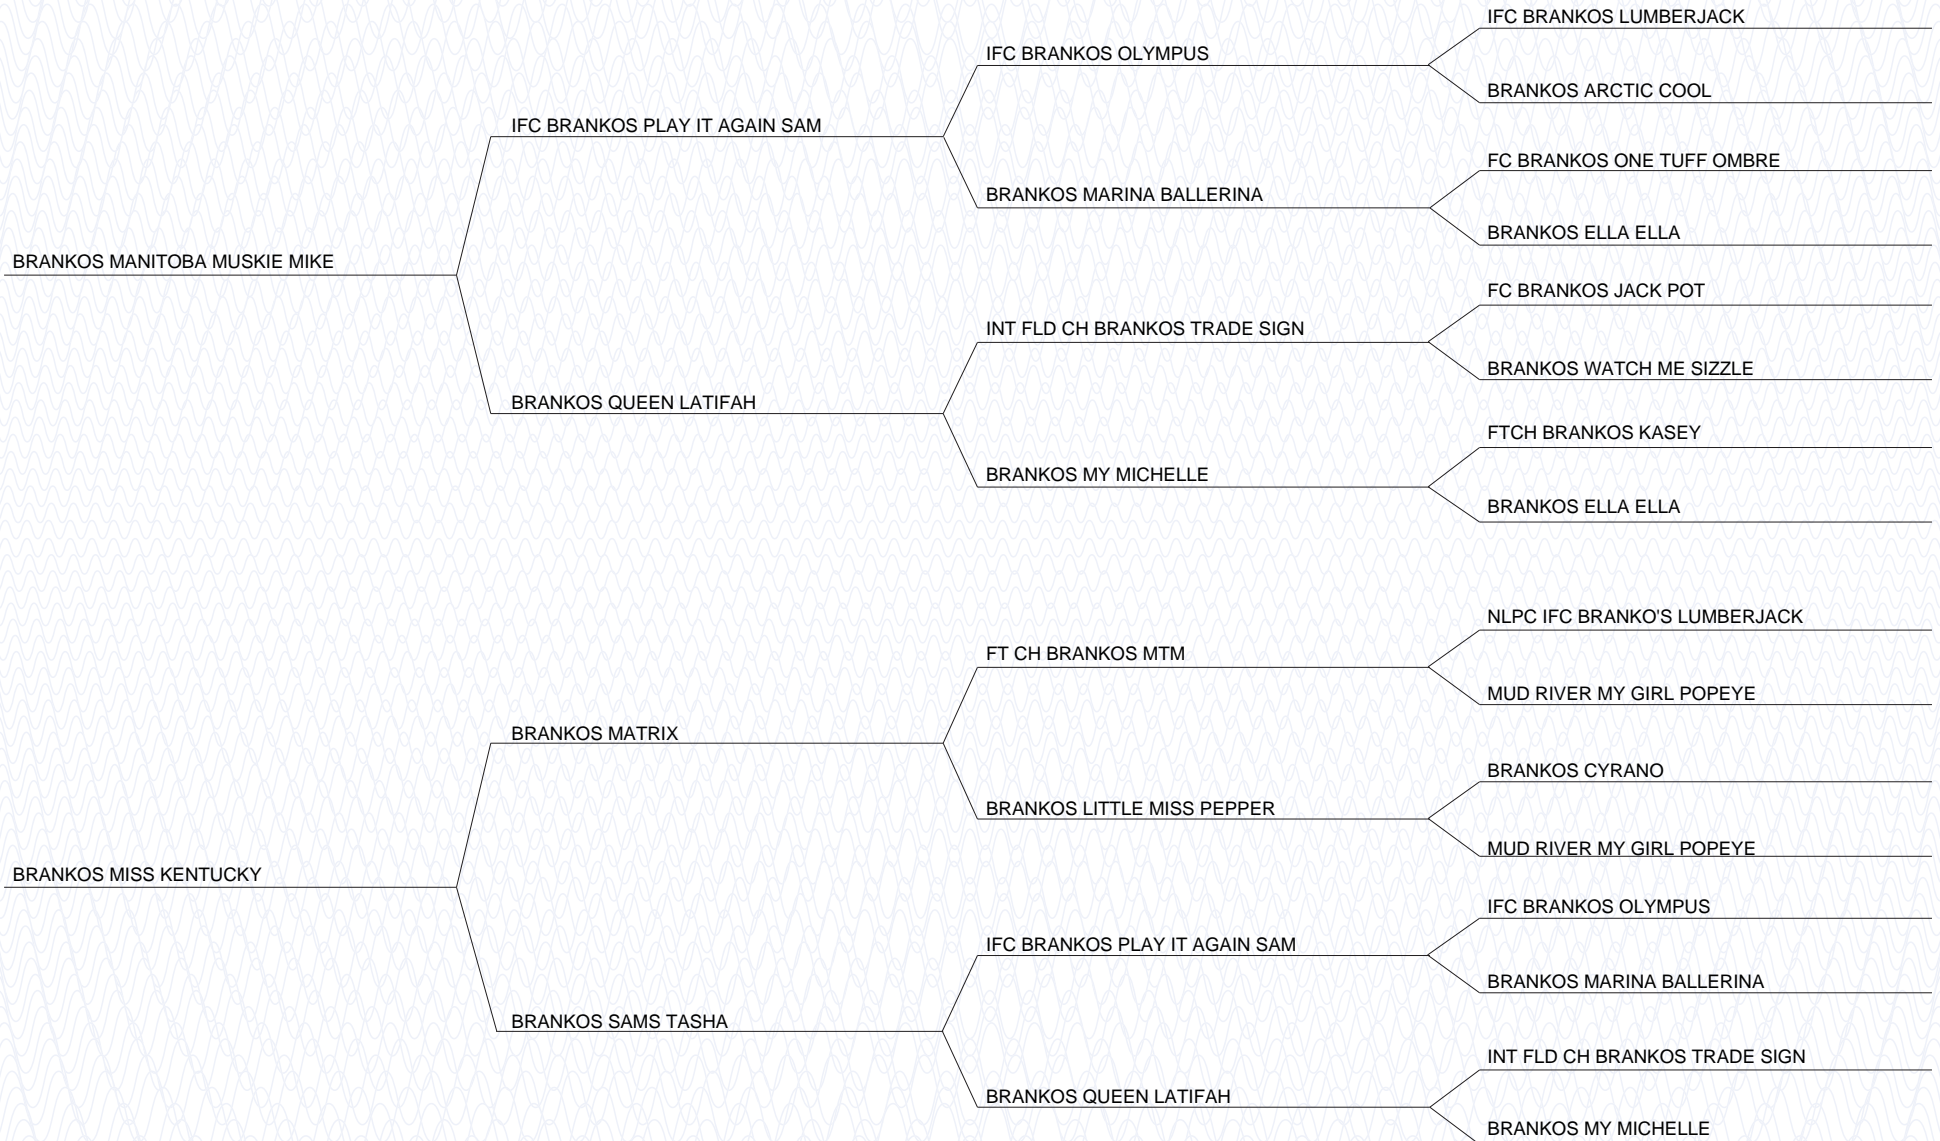 IFC BRANKOS LUMBERJACK
IFC BRANKOS OLYMPUS
BRANKOS ARCTIC COOL
IFC BRANKOS PLAY IT AGAIN SAM
FC BRANKOS ONE TUFF OMBRE
BRANKOS MARINA BALLERINA
BRANKOS ELLA ELLA
BRANKOS MANITOBA MUSKIE MIKE
FC BRANKOS JACK POT
INT FLD CH BRANKOS TRADE SIGN
BRANKOS WATCH ME SIZZLE
BRANKOS QUEEN LATIFAH
FTCH BRANKOS KASEY
BRANKOS MY MICHELLE
BRANKOS ELLA ELLA
NLPC IFC BRANKO'S LUMBERJACK
FT CH BRANKOS MTM
MUD RIVER MY GIRL POPEYE
BRANKOS MATRIX
BRANKOS CYRANO
BRANKOS LITTLE MISS PEPPER
MUD RIVER MY GIRL POPEYE
BRANKOS MISS KENTUCKY
IFC BRANKOS OLYMPUS
IFC BRANKOS PLAY IT AGAIN SAM
BRANKOS MARINA BALLERINA
BRANKOS SAMS TASHA
INT FLD CH BRANKOS TRADE SIGN
BRANKOS QUEEN LATIFAH
BRANKOS MY MICHELLE